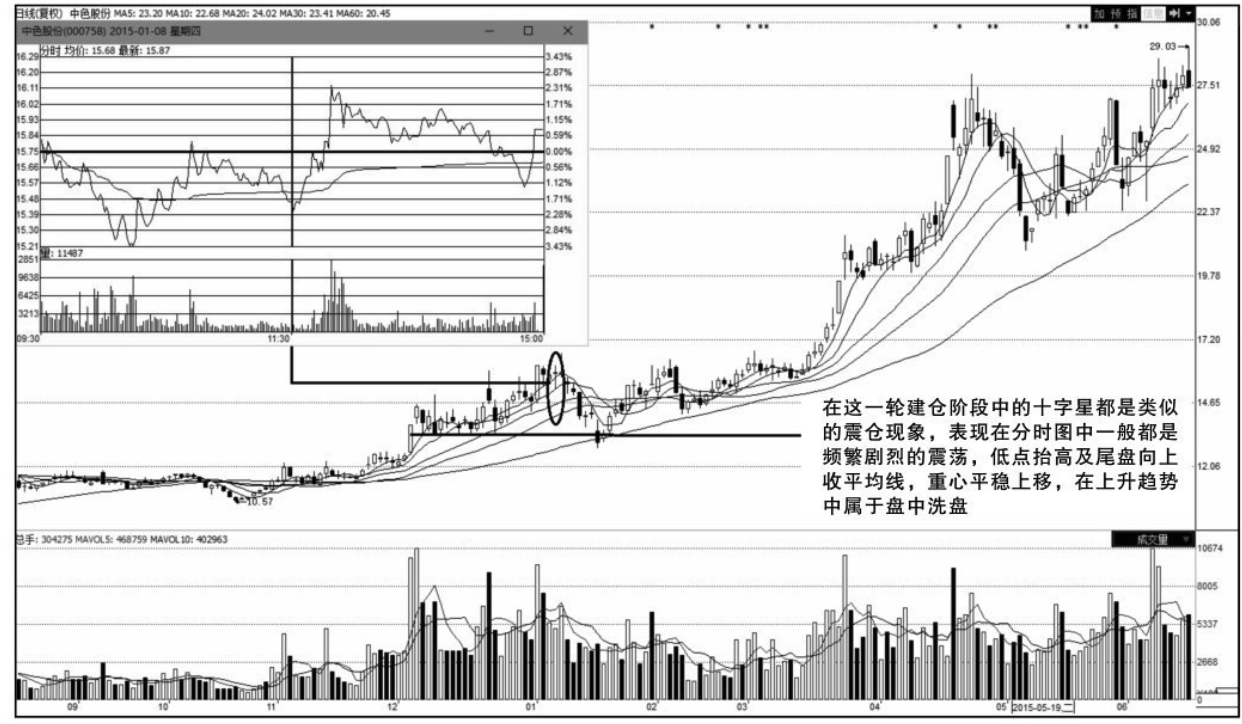 日线(复权) 中色股份 MA5: 23.20 MA10: 22.68 MA20: 24.02 MA30: 23.41 MA60: 20.45
加 预 指 信息
中色股份(000758) 2015-01-08 星期四
分时 均价: 15.68 最新: 15.87
16.29 3.43%
16.20 2.87%
16.11 2.31%
16.02 1.71%
15.93 1.15%
15.84 0.59%
15.75 0.00%
15.66 0.56%
15.57 1.12%
15.48 1.71%
15.39 2.28%
15.30 2.84%
15.21 3.43%
量: 11487
2851
9638
6425
3213
09:30 11:30 15:00
30.06
29.03
27.51
24.92
22.37
19.78
17.20
14.65
12.06
10.57
在这一轮建仓阶段中的十字星都是类似
的震仓现象，表现在分时图中一般都是
频繁剧烈的震荡，低点抬高及尾盘向上
收平均线，重心平稳上移，在上升趋势
中属于盘中洗盘
总手: 304275 MAVOL5: 468759 MAVOL10: 402963
成交量
10674
8005
5337
2668
0
09 10 11 12 01 02 03 04 05 2015-05-19,二 06